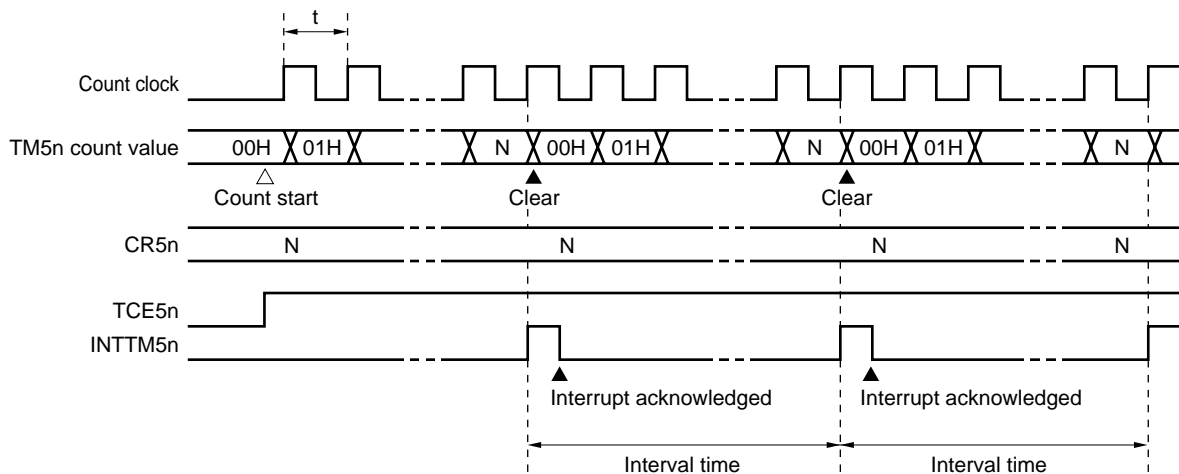 t
Count clock
TM5n count value 00H 01H N 00H 01H N 00H 01H N
Count start Clear Clear
CR5n N N N N
TCE5n
INTTM5n
Interrupt acknowledged Interrupt acknowledged
Interval time Interval time